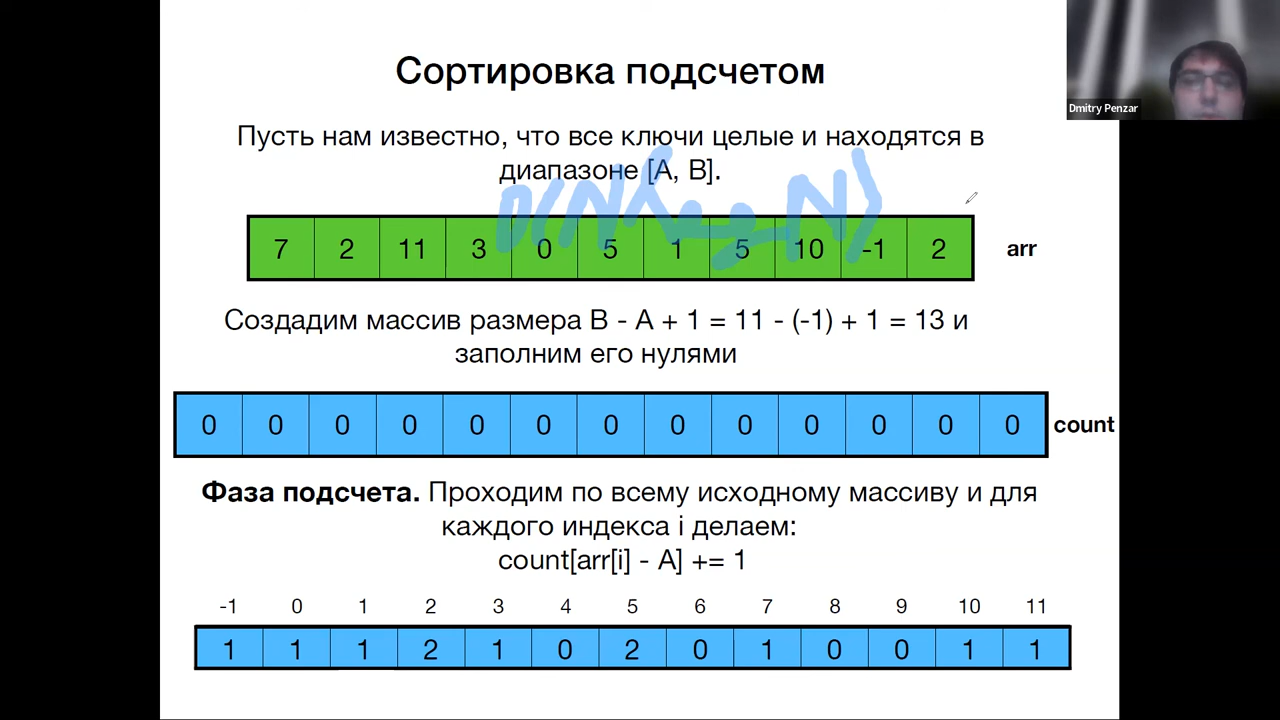 Сортировка подсчетом
Dmitry Penzar
Пусть нам известно, что все ключи целые и находятся в
диапазоне [A, B].
O(N log N)
7 2 11 3 0 5 1 5 10 -1 2 arr
Создадим массив размера B - A + 1 = 11 - (-1) + 1 = 13 и
заполним его нулями
0 0 0 0 0 0 0 0 0 0 0 0 0 count
Фаза подсчета. Проходим по всему исходному массиву и для
каждого индекса i делаем:
count[arr[i] - A] += 1
-1 0 1 2 3 4 5 6 7 8 9 10 11
1 1 1 2 1 0 2 0 1 0 0 1 1